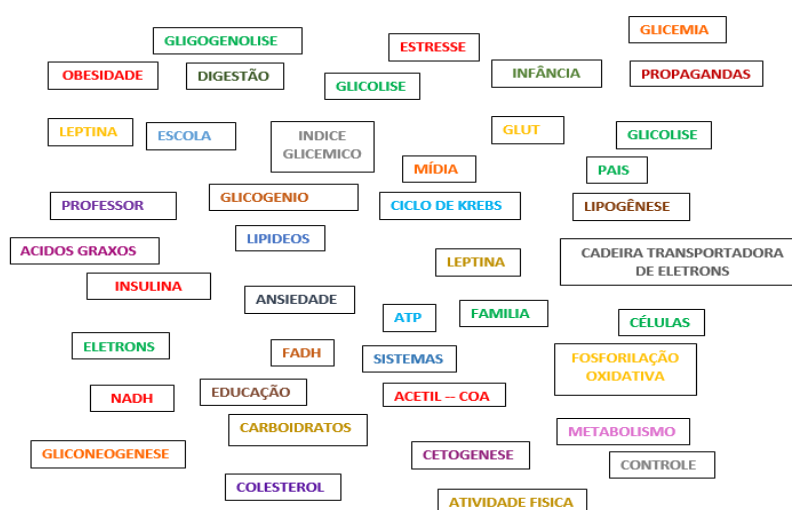 GLICEMIA
GLIGOGENOLISE
ESTRESSE
OBESIDADE
DIGESTÃO
GLICOLISE
INFÂNCIA
PROPAGANDAS
LEPTINA
ESCOLA
INDICE
GLICEMICO
GLUT
GLICOLISE
MÍDIA
PAIS
PROFESSOR
GLICOGENIO
CICLO DE KREBS
LIPOGÊNESE
ACIDOS GRAXOS
LIPIDEOS
LEPTINA
CADEIRA TRANSPORTADORA
DE ELETRONS
INSULINA
ANSIEDADE
ATP
FAMILIA
CÉLULAS
ELETRONS
FADH
SISTEMAS
FOSFORILAÇÃO
OXIDATIVA
NADH
EDUCAÇÃO
ACETIL -- COA
CARBOIDRATOS
METABOLISMO
GLICONEOGENESE
CETOGENESE
CONTROLE
COLESTEROL
ATIVIDADE FISICA